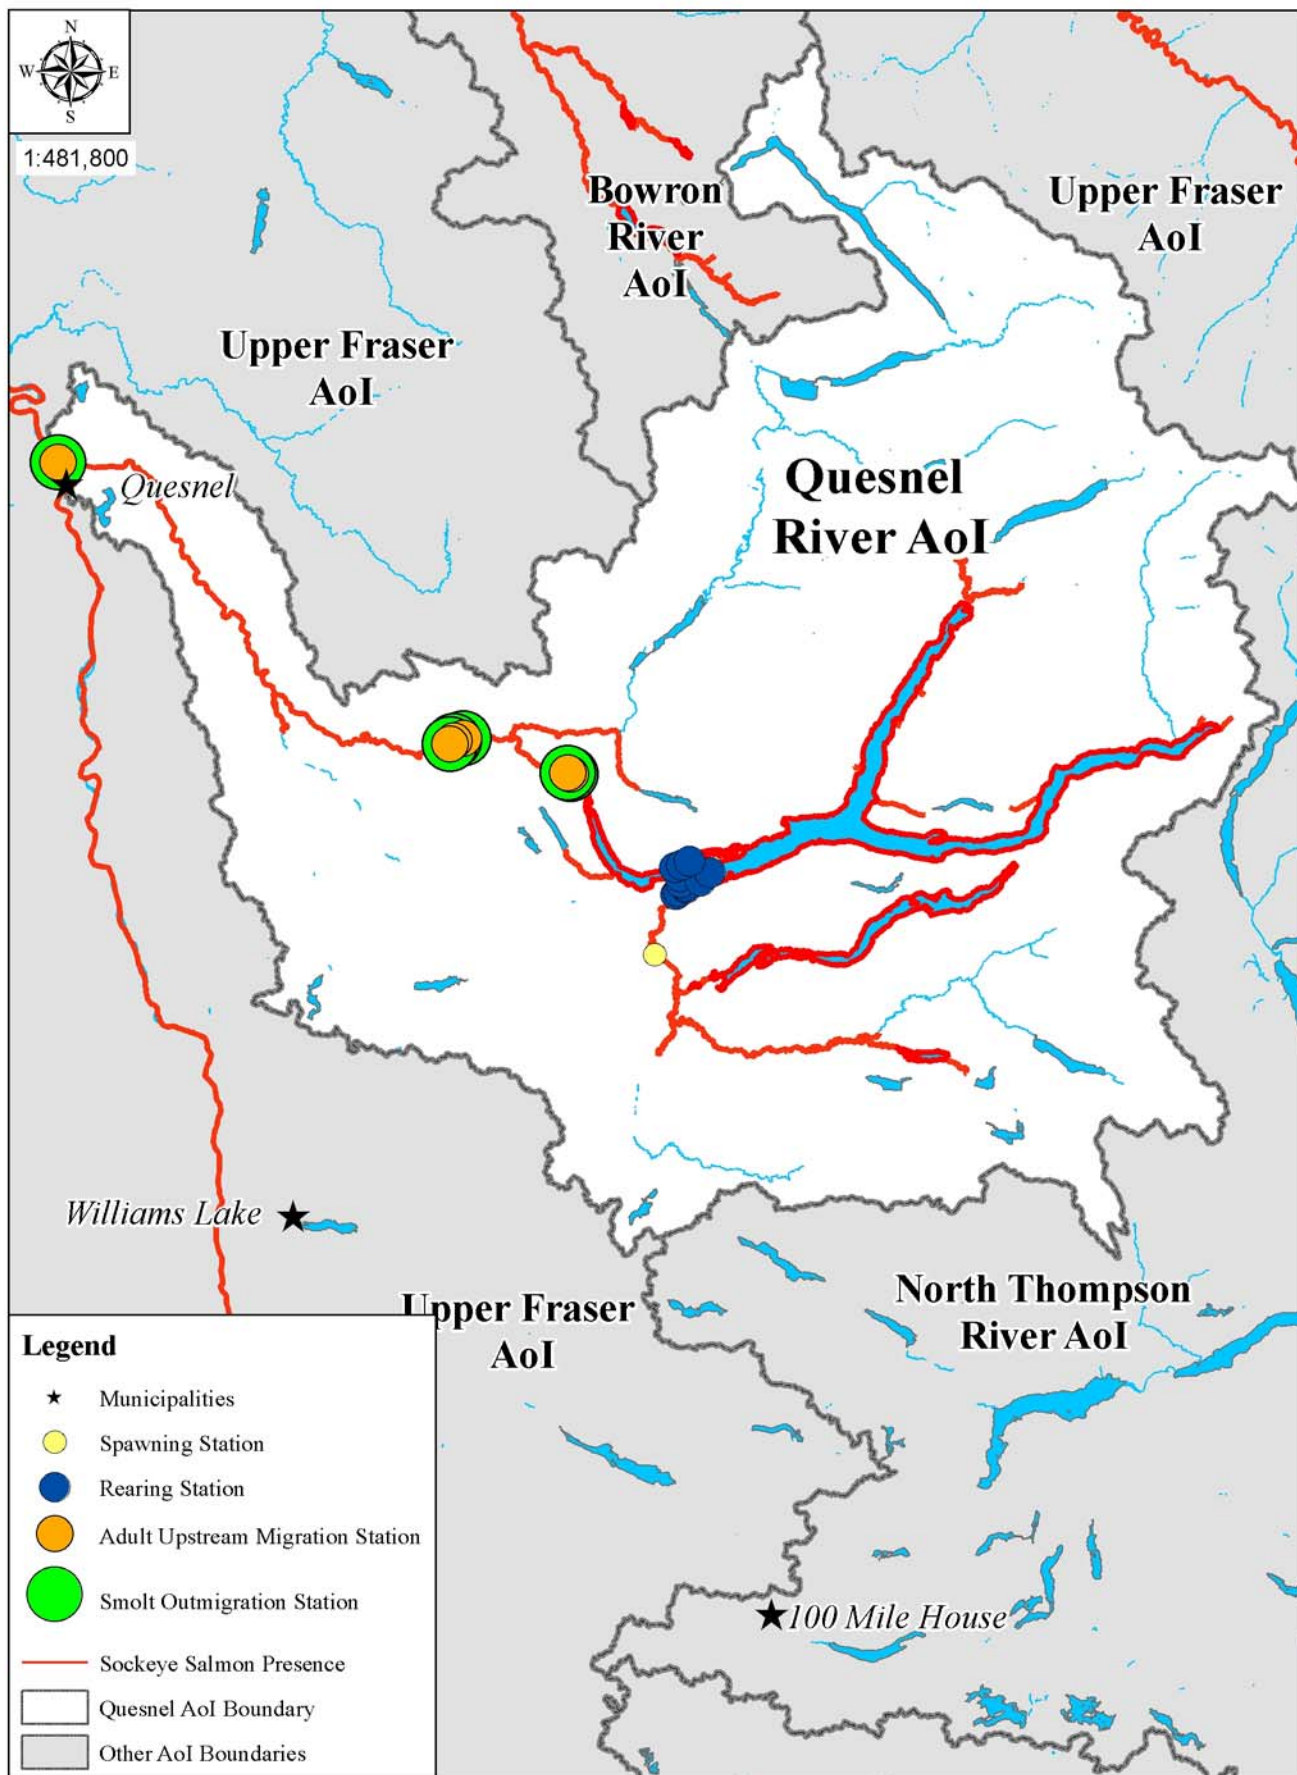 N
W E
S
1:481,800
Bowron
River
AoI
Upper Fraser
AoI
Upper Fraser
AoI
Quesnel
River AoI
Quesnel
Williams Lake
Upper Fraser
AoI
North Thompson
River AoI
100 Mile House
Legend
Municipalities
Spawning Station
Rearing Station
Adult Upstream Migration Station
Smolt Outmigration Station
Sockeye Salmon Presence
Quesnel AoI Boundary
Other AoI Boundaries